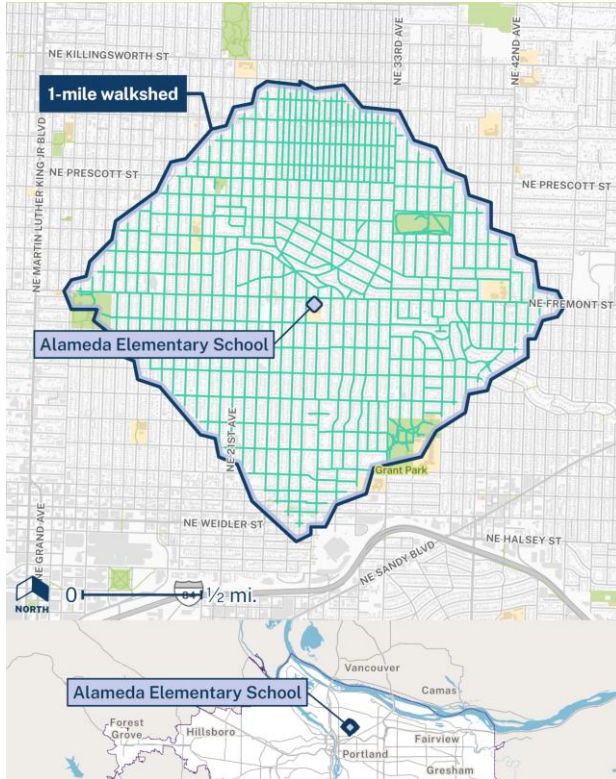 NE KILLINGSWORTH ST
NE 33RD AVE
NE 42ND AVE
1-mile walkshed
NE MARTIN LUTHER KING JR BLVD
NE PRESCOTT ST
NE PRESCOTT ST
NE FREMONT ST
Alameda Elementary School
NE 21ST AVE
Grant Park
NE WEIDLER ST
NE GRAND AVE
NE HALSEY ST
NE SANDY BLVD
NORTH
0
84
½ mi.
Vancouver
Camas
Alameda Elementary School
Forest
Grove
Hillsboro
Fairview
Portland
Gresham